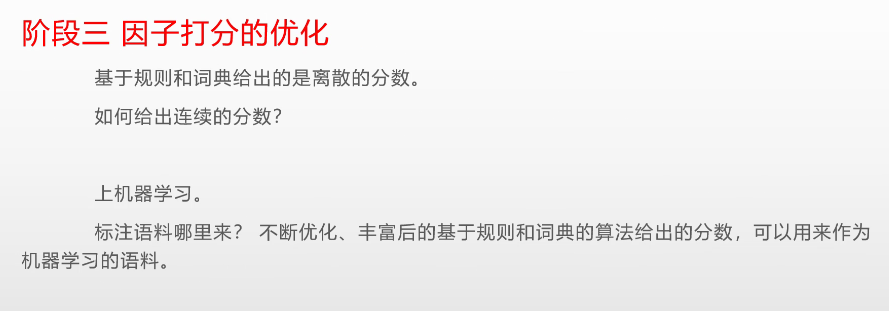 阶段三 因子打分的优化
基于规则和词典给出的是离散的分数。
如何给出连续的分数？
上机器学习。
标注语料哪里来？ 不断优化、丰富后的基于规则和词典的算法给出的分数，可以用来作为
机器学习的语料。